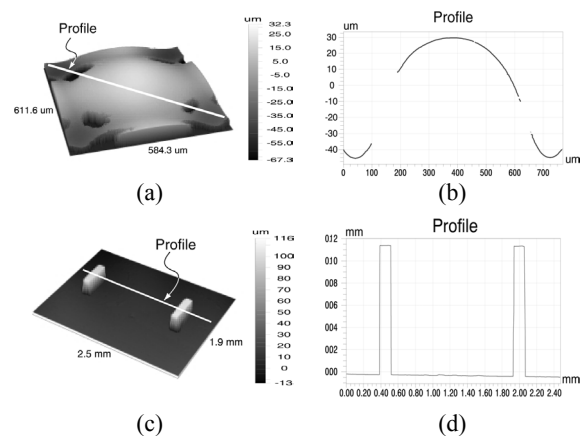 um
32.3
25.0
15.0
5.0
-5.0
-15.0
-25.0
-35.0
-45.0
-55.0
-67.3
Profile
611.6 um
584.3 um
(a)
Profile
um
30
20
10
0
-10
-20
-30
-40
0 100 200 300 400 500 600 700
um
(b)
um
116
100
90
80
70
60
50
40
30
20
10
0
-13
Profile
2.5 mm
1.9 mm
(c)
Profile
mm
012
010
008
006
004
002
000
0.00 0.20 0.40 0.60 0.80 1.00 1.20 1.40 1.60 1.80 2.00 2.20 2.40
mm
(d)